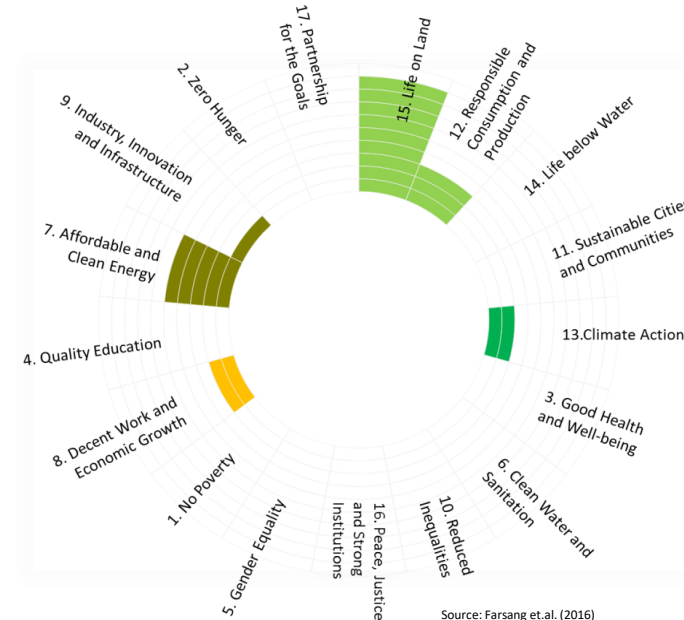 17. Partnership
for the Goals
15. Life on Land
12. Responsible
Consumption and
Production
14. Life below Water
11. Sustainable Citie
and Communities
13.Climate Action
3. Good Health
and Well-being
6. Clean Water and
Sanitation
10. Reduced
Inequalities
16. Peace, Justice
and Strong
Institutions
5. Gender Equality
1. No Poverty
8. Decent Work and
Economic Growth
4. Quality Education
7. Affordable and
Clean Energy
9. Industry, Innovation
and Infrastructure
2. Zero Hunger
Source: Farsang et.al. (2016)